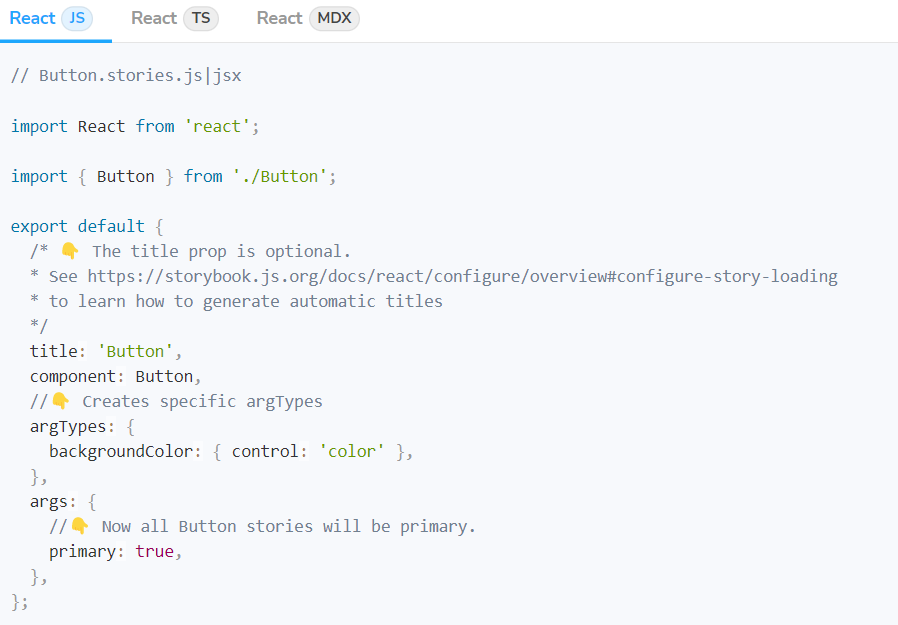 React JS React TS React MDX
// Button.stories.js|jsx
import React from 'react';
import { Button } from './Button';
export default {
  /* 👇 The title prop is optional.
  * See https://storybook.js.org/docs/react/configure/overview#configure-story-loading
  * to learn how to generate automatic titles
  */
  title: 'Button',
  component: Button,
  //👇 Creates specific argTypes
  argTypes: {
    backgroundColor: { control: 'color' },
  },
  args: {
    //👇 Now all Button stories will be primary.
    primary: true,
  },
};